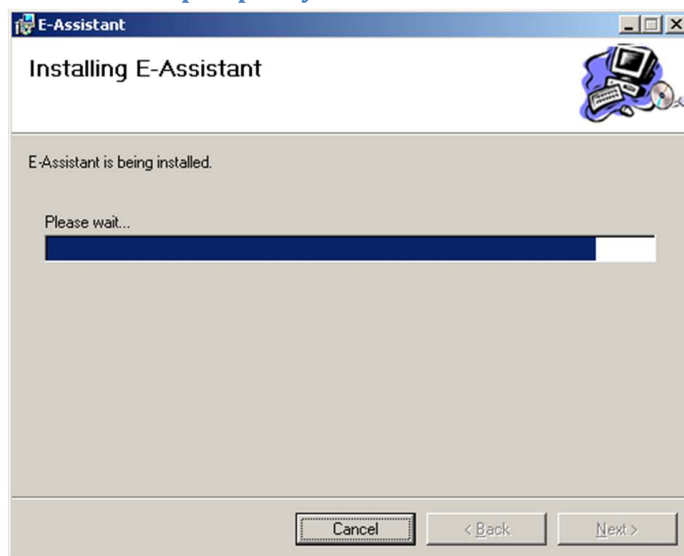 E-Assistant
Installing E-Assistant
E-Assistant is being installed.
Please wait...
Cancel
< Back
Next >